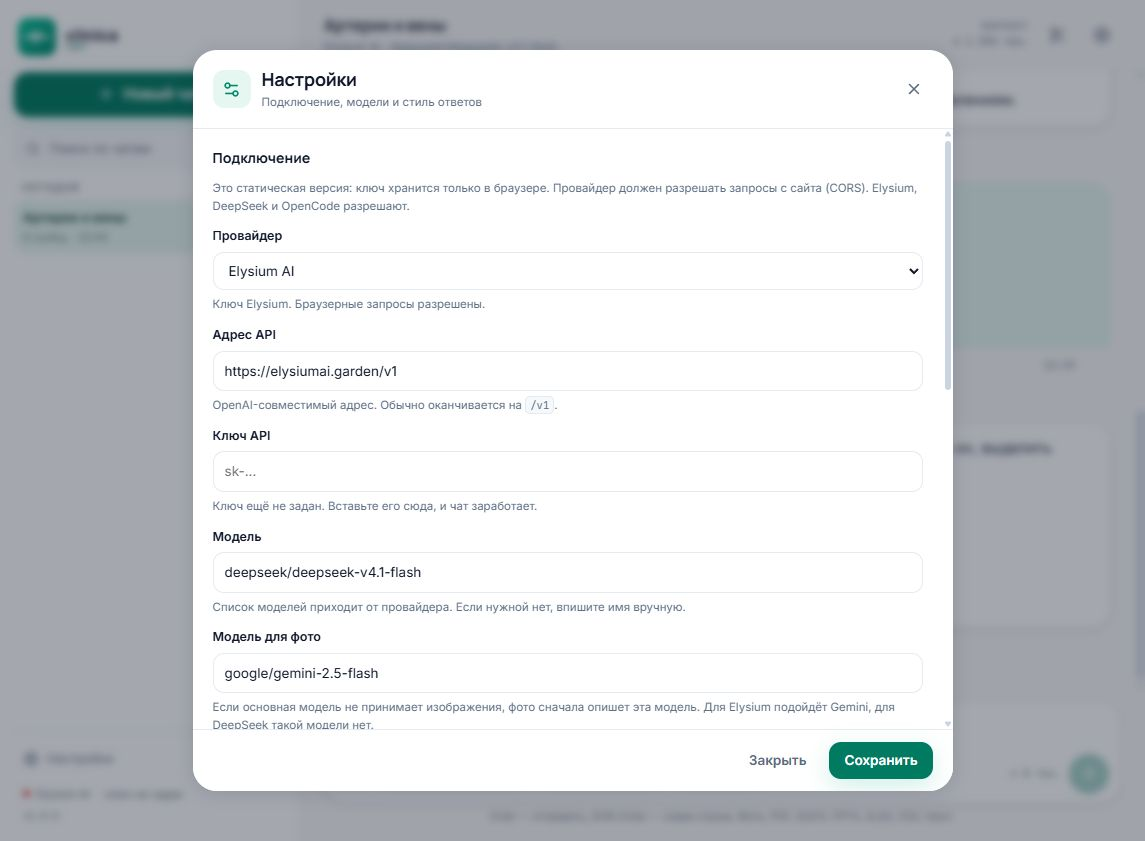 Артерии и вены
Настройки
Подключение, модели и стиль ответов
Подключение
Это статическая версия: ключ хранится только в браузере. Провайдер должен разрешать запросы с сайта (CORS). Elysium,
DeepSeek и OpenCode разрешают.
Провайдер
Elysium AI
Ключ Elysium. Браузерные запросы разрешены.
Адрес API
https://elysiumai.garden/v1
OpenAI-совместимый адрес. Обычно оканчивается на /v1.
Ключ API
sk-...
Ключ ещё не задан. Вставьте его сюда, и чат заработает.
Модель
deepseek/deepseek-v4.1-flash
Список моделей приходит от провайдера. Если нужной нет, впишите имя вручную.
Модель для фото
google/gemini-2.5-flash
Если основная модель не принимает изображения, фото сначала опишет эта модель. Для Elysium подойдёт Gemini, для
DeepSeek такой модели нет.
Закрыть
Сохранить